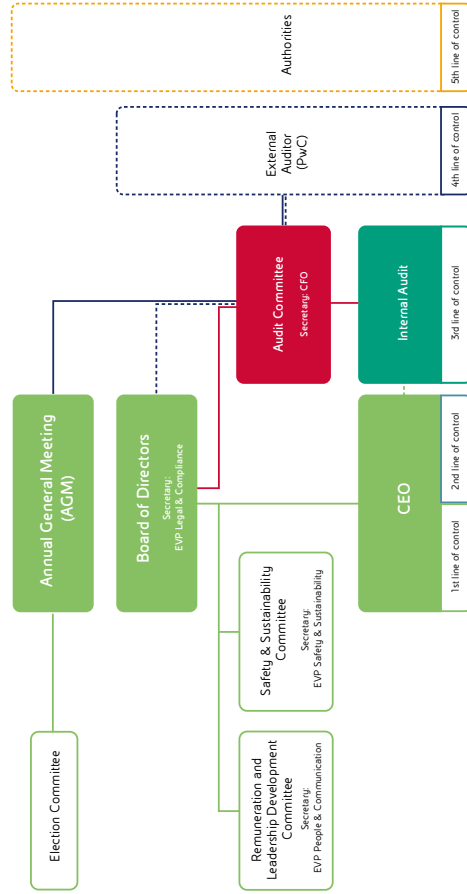 Election Committee
Annual General Meeting
(AGM)
Board of Directors
Secretary:
EVP Legal & Compliance
Remuneration and
Leadership Development
Committee
Secretary:
EVP People & Communication
Safety & Sustainability
Committee
Secretary:
EVP Safety & Sustainability
Audit Committee
Secretary: CFO
External
Auditor
(PwC)
Authorities
CEO
Internal Audit
1st line of control
2nd line of control
3rd line of control
4th line of control
5th line of control